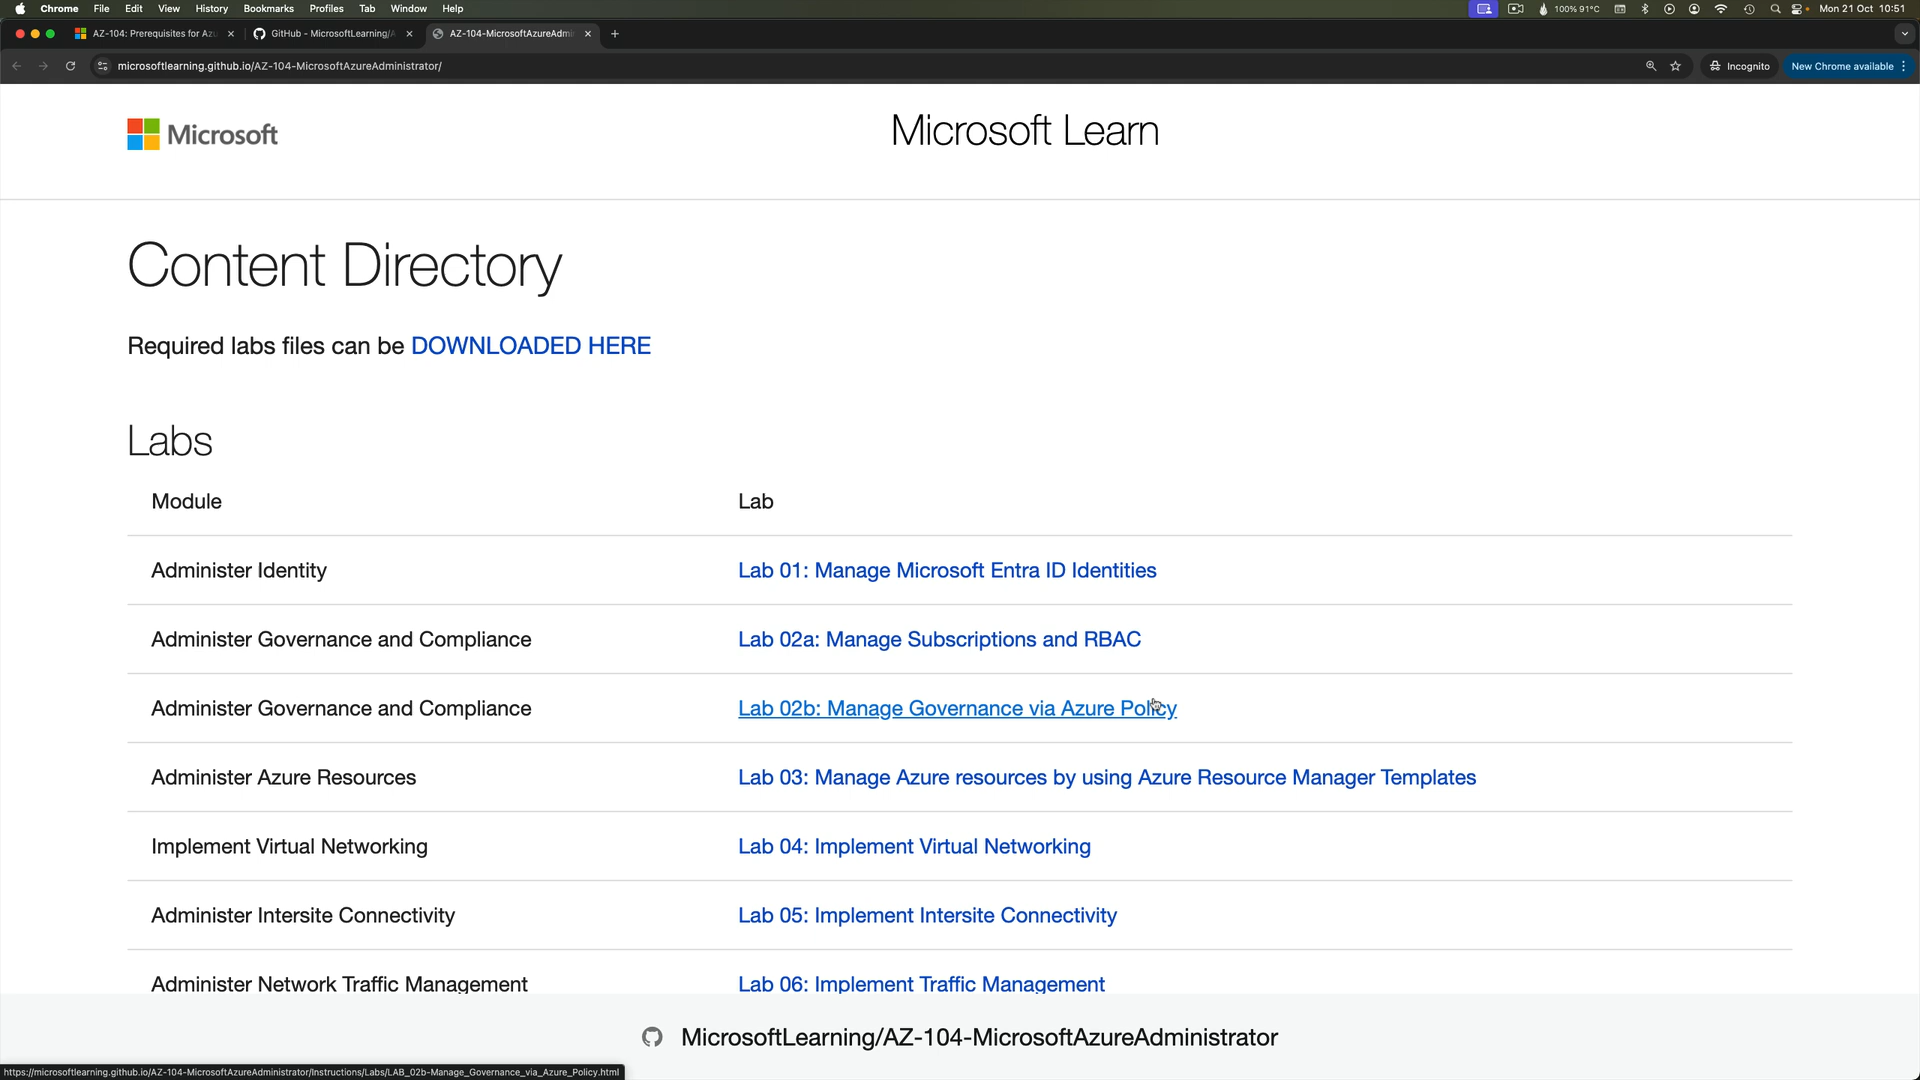 Chrome File Edit View History Bookmarks Profiles Tab Window Help 100% 91°C Mon 21 Oct 10:51
AZ-104: Prerequisites for Azu GitHub - MicrosoftLearning/A AZ-104-MicrosoftAzureAdmi
microsoftlearning.github.io/AZ-104-MicrosoftAzureAdministrator/ Incognito New Chrome available
Microsoft
Microsoft Learn
Content Directory
Required labs files can be DOWNLOADED HERE
Labs
Module Lab
Administer Identity Lab 01: Manage Microsoft Entra ID Identities
Administer Governance and Compliance Lab 02a: Manage Subscriptions and RBAC
Administer Governance and Compliance Lab 02b: Manage Governance via Azure Policy
Administer Azure Resources Lab 03: Manage Azure resources by using Azure Resource Manager Templates
Implement Virtual Networking Lab 04: Implement Virtual Networking
Administer Intersite Connectivity Lab 05: Implement Intersite Connectivity
Administer Network Traffic Management Lab 06: Implement Traffic Management
MicrosoftLearning/AZ-104-MicrosoftAzureAdministrator
https://microsoftlearning.github.io/AZ-104-MicrosoftAzureAdministrator/Instructions/Labs/LAB_02b-Manage_Governance_via_Azure_Policy.html